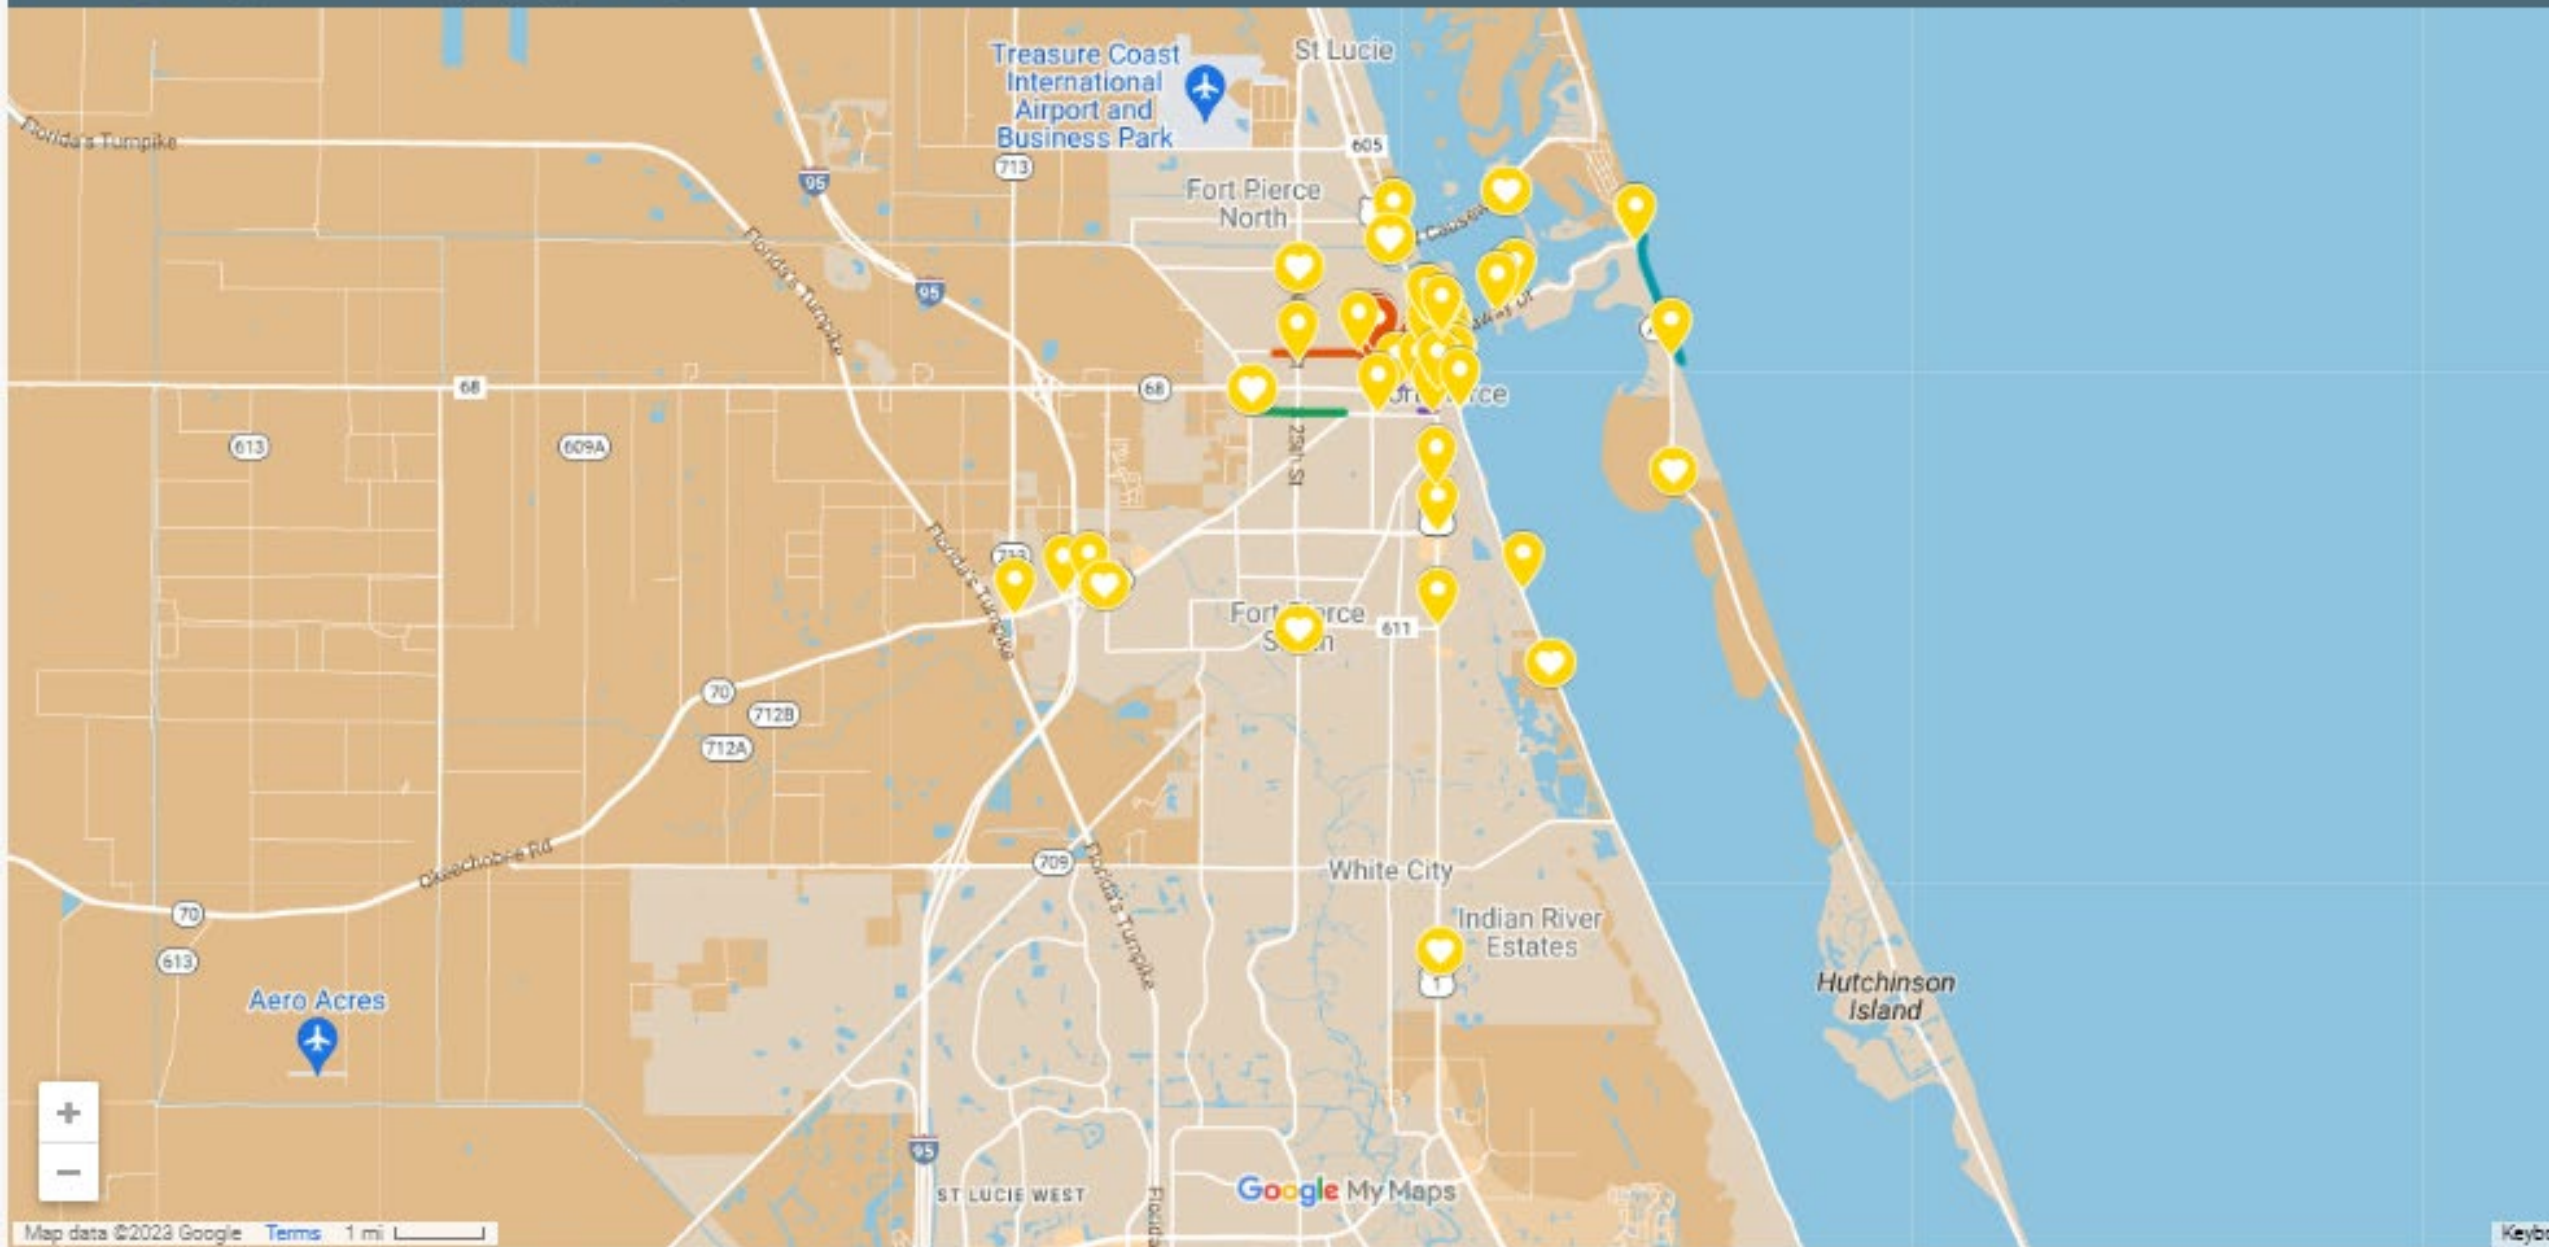 Treasure Coast
International
Airport and
Business Park
St Lucie
Florida's Turnpike
95
713
605
Fort Pierce
North
Florida's Turnpike
95
68
68
613
609A
25th St
Florida's Turnpike
713
611
70
712B
712A
Okeechobee Rd
709
White City
Florida's Turnpike
Indian River
Estates
70
613
1
Hutchinson
Island
Aero Acres
+
−
95
ST LUCIE WEST
Florida
Google My Maps
Map data ©2023 Google Terms 1 mi